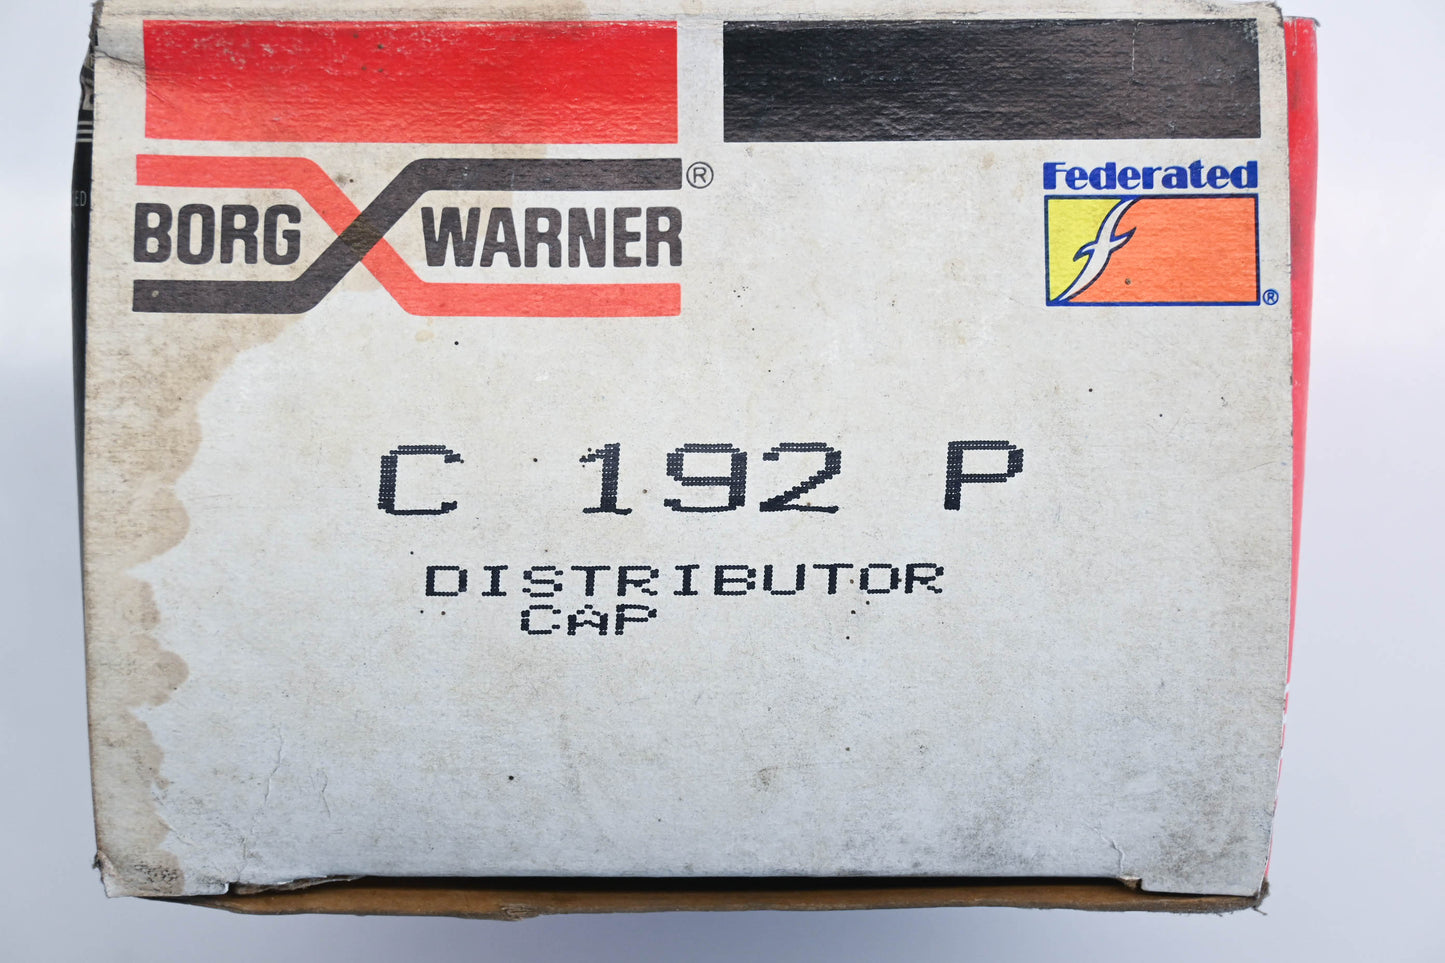 BORG WARNER ®
Federated
®
C 192 P
DISTRIBUTOR
CAP